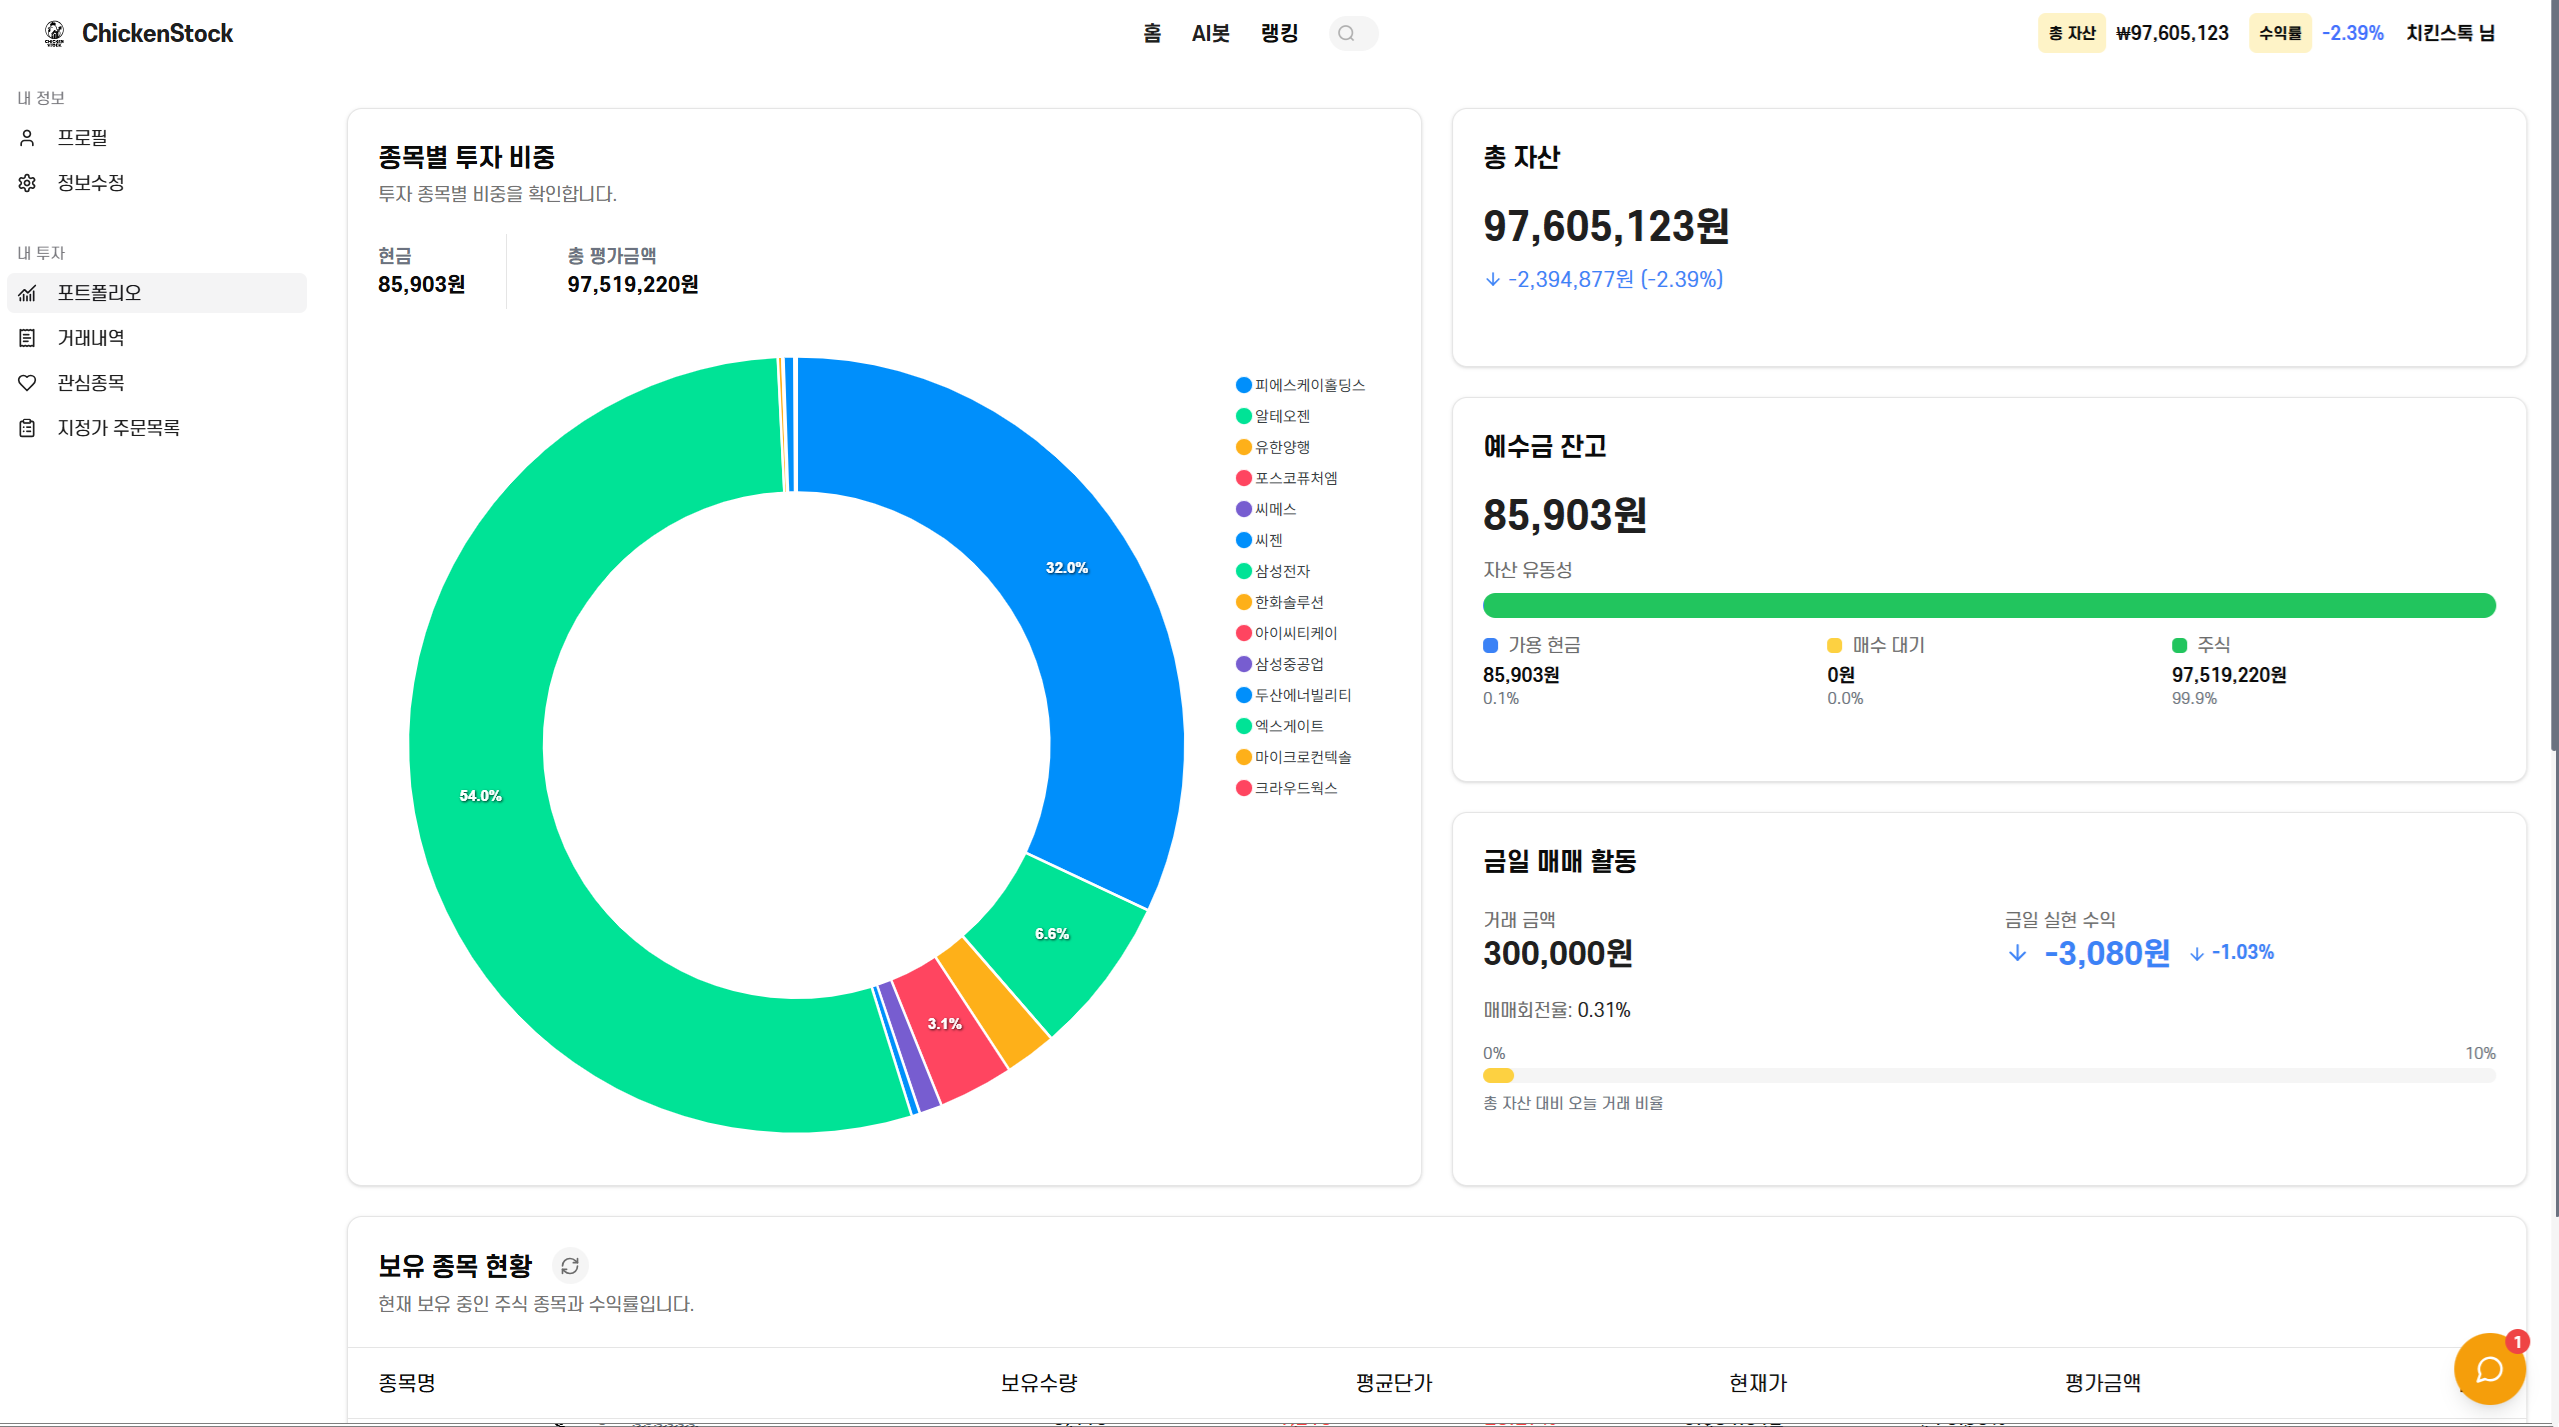 ChickenStock
홈 AI봇 랭킹
총 자산 ₩97,605,123 수익률 -2.39% 치킨스톡 님
내 정보
프로필
정보수정
내 투자
포트폴리오
거래내역
관심종목
지정가 주문목록
종목별 투자 비중
투자 종목별 비중을 확인합니다.
현금
85,903원
총 평가금액
97,519,220원
32.0%
6.6%
3.1%
54.0%
피에스케이홀딩스
알테오젠
유한양행
포스코퓨처엠
씨메스
씨젠
삼성전자
한화솔루션
아이씨티케이
삼성중공업
두산에너빌리티
엑스게이트
마이크로컨텍솔
크라우드웍스
총 자산
97,605,123원
-2,394,877원 (-2.39%)
예수금 잔고
85,903원
자산 유동성
가용 현금
85,903원
0.1%
매수 대기
0원
0.0%
주식
97,519,220원
99.9%
금일 매매 활동
거래 금액
300,000원
금일 실현 수익
-3,080원 -1.03%
매매회전율: 0.31%
0% 10%
총 자산 대비 오늘 거래 비율
보유 종목 현황
현재 보유 중인 주식 종목과 수익률입니다.
종목명 보유수량 평균단가 현재가 평가금액
1